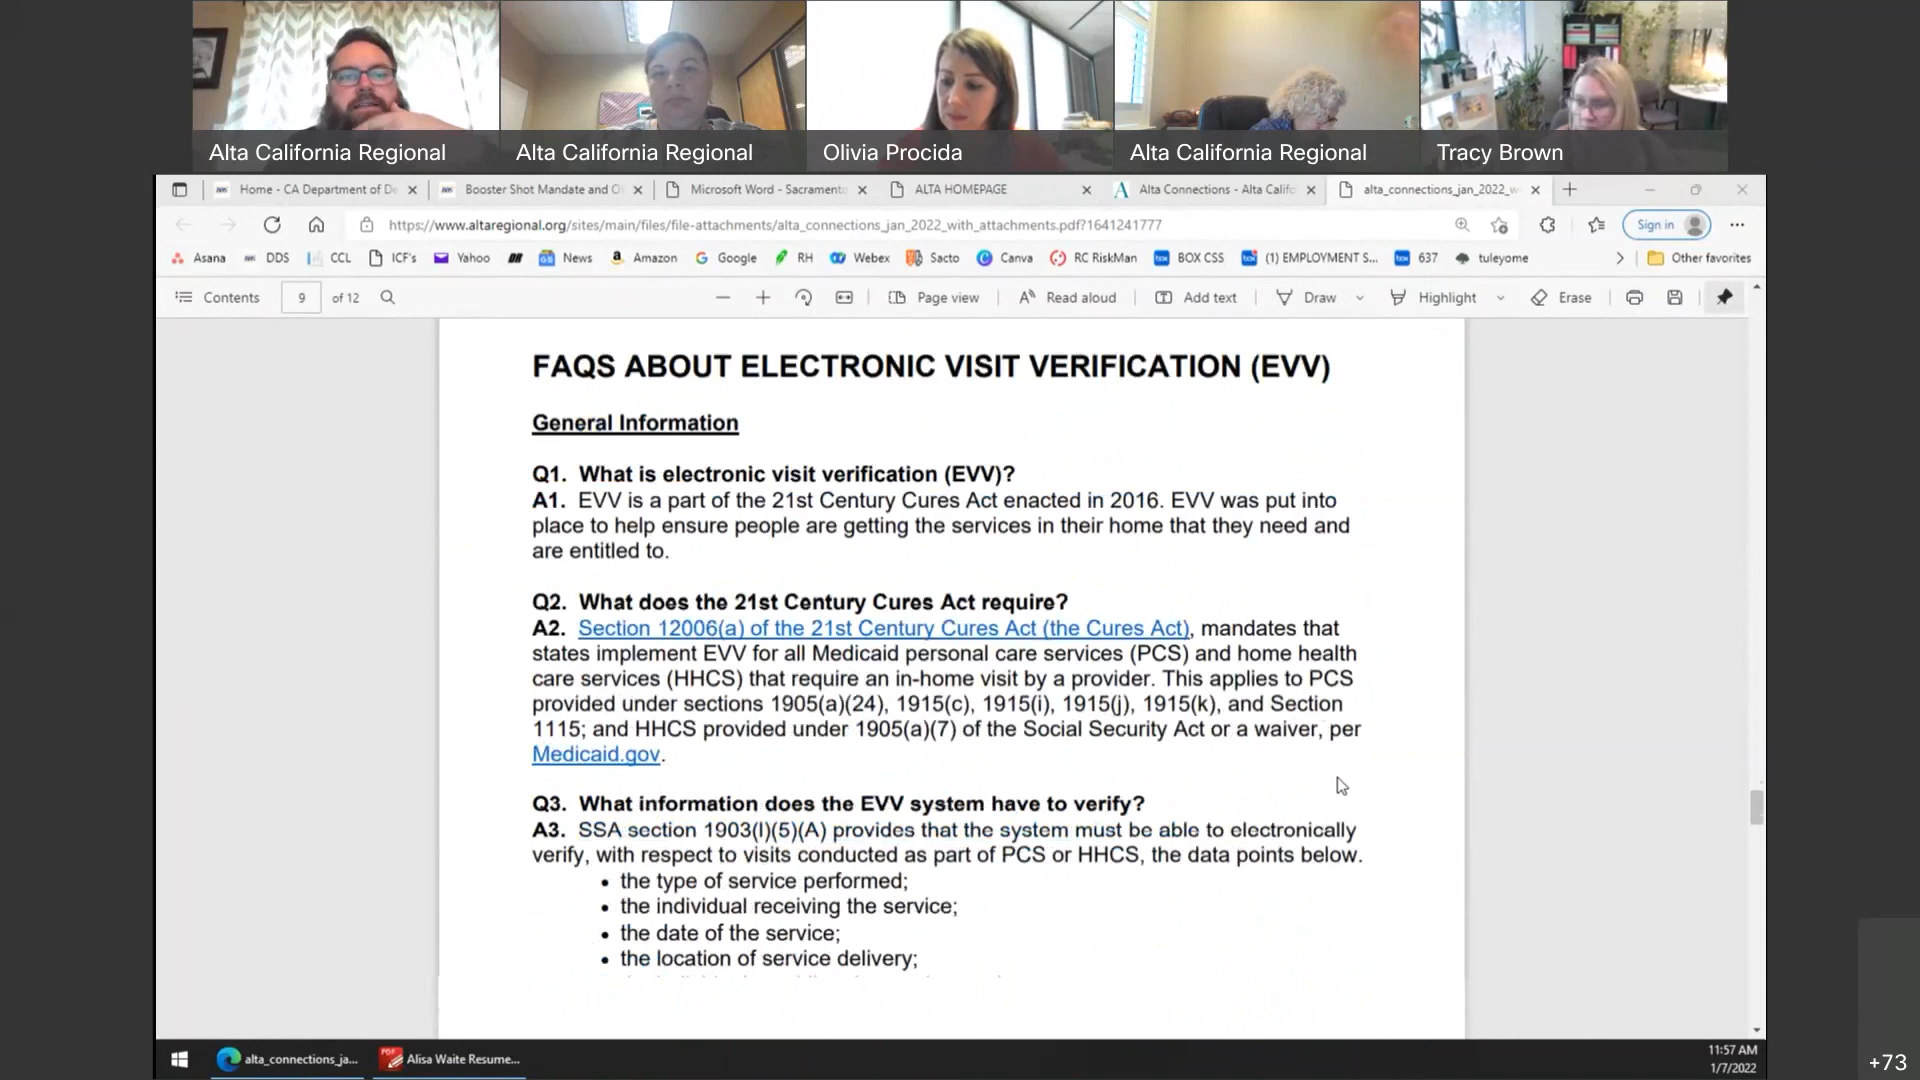 Alta California Regional
Alta California Regional
Olivia Procida
Alta California Regional
Tracy Brown
Home - CA Department of De
Booster Shot Mandate and O
Microsoft Word - Sacramento
ALTA HOMEPAGE
Alta Connections - Alta Califo
alta_connections_jan_2022_w
https://www.altaregional.org/sites/main/files/file-attachments/alta_connections_jan_2022_with_attachments.pdf?1641241777
Sign in
Asana
DDS
CCL
ICF's
Yahoo
News
Amazon
Google
RH
Webex
Sacto
Canva
RC RiskMan
BOX CSS
(1) EMPLOYMENT S...
637
tuleyome
Other favorites
Contents
9
of 12
Page view
Read aloud
Add text
Draw
Highlight
Erase
FAQS ABOUT ELECTRONIC VISIT VERIFICATION (EVV)
General Information
Q1. What is electronic visit verification (EVV)?
A1. EVV is a part of the 21st Century Cures Act enacted in 2016. EVV was put into
place to help ensure people are getting the services in their home that they need and
are entitled to.
Q2. What does the 21st Century Cures Act require?
A2. Section 12006(a) of the 21st Century Cures Act (the Cures Act), mandates that
states implement EVV for all Medicaid personal care services (PCS) and home health
care services (HHCS) that require an in-home visit by a provider. This applies to PCS
provided under sections 1905(a)(24), 1915(c), 1915(i), 1915(j), 1915(k), and Section
1115; and HHCS provided under 1905(a)(7) of the Social Security Act or a waiver, per
Medicaid.gov.
Q3. What information does the EVV system have to verify?
A3. SSA section 1903(l)(5)(A) provides that the system must be able to electronically
verify, with respect to visits conducted as part of PCS or HHCS, the data points below.
• the type of service performed;
• the individual receiving the service;
• the date of the service;
• the location of service delivery;
alta_connections_ja...
Alisa Waite Resume...
11:57 AM
1/7/2022
+73